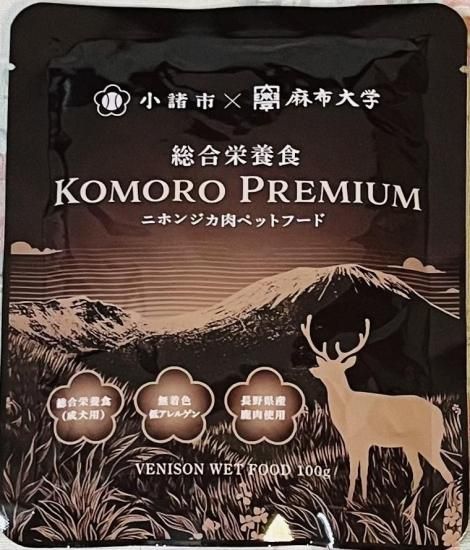 小諸市×麻布大学
総合栄養食
KOMORO PREMIUM
ニホンジカ肉ペットフード
総合栄養食
(成犬用)
無着色
低アレルゲン
長野県産
鹿肉使用
VENISON WET FOOD 100g